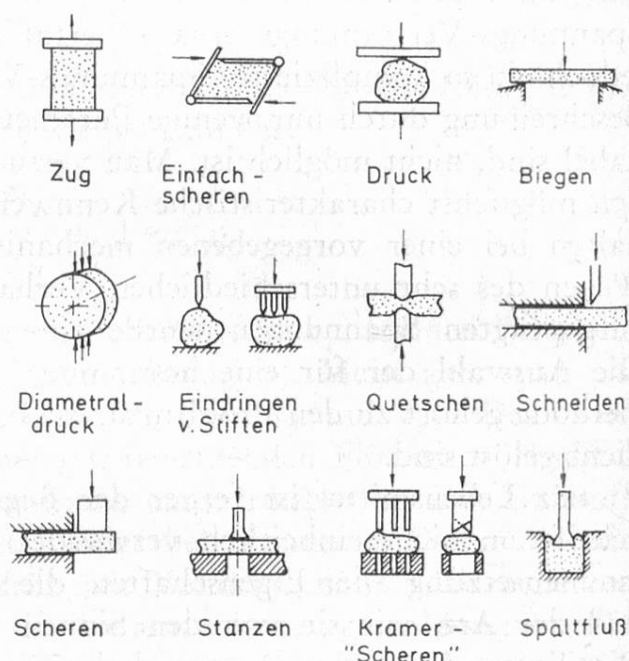 Zug
Einfach-
scheren
Druck
Biegen
Diametral-
druck
Eindringen
v. Stiften
Quetschen
Schneiden
Scheren
Stanzen
Kramer-
"Scheren"
Spaltfluß